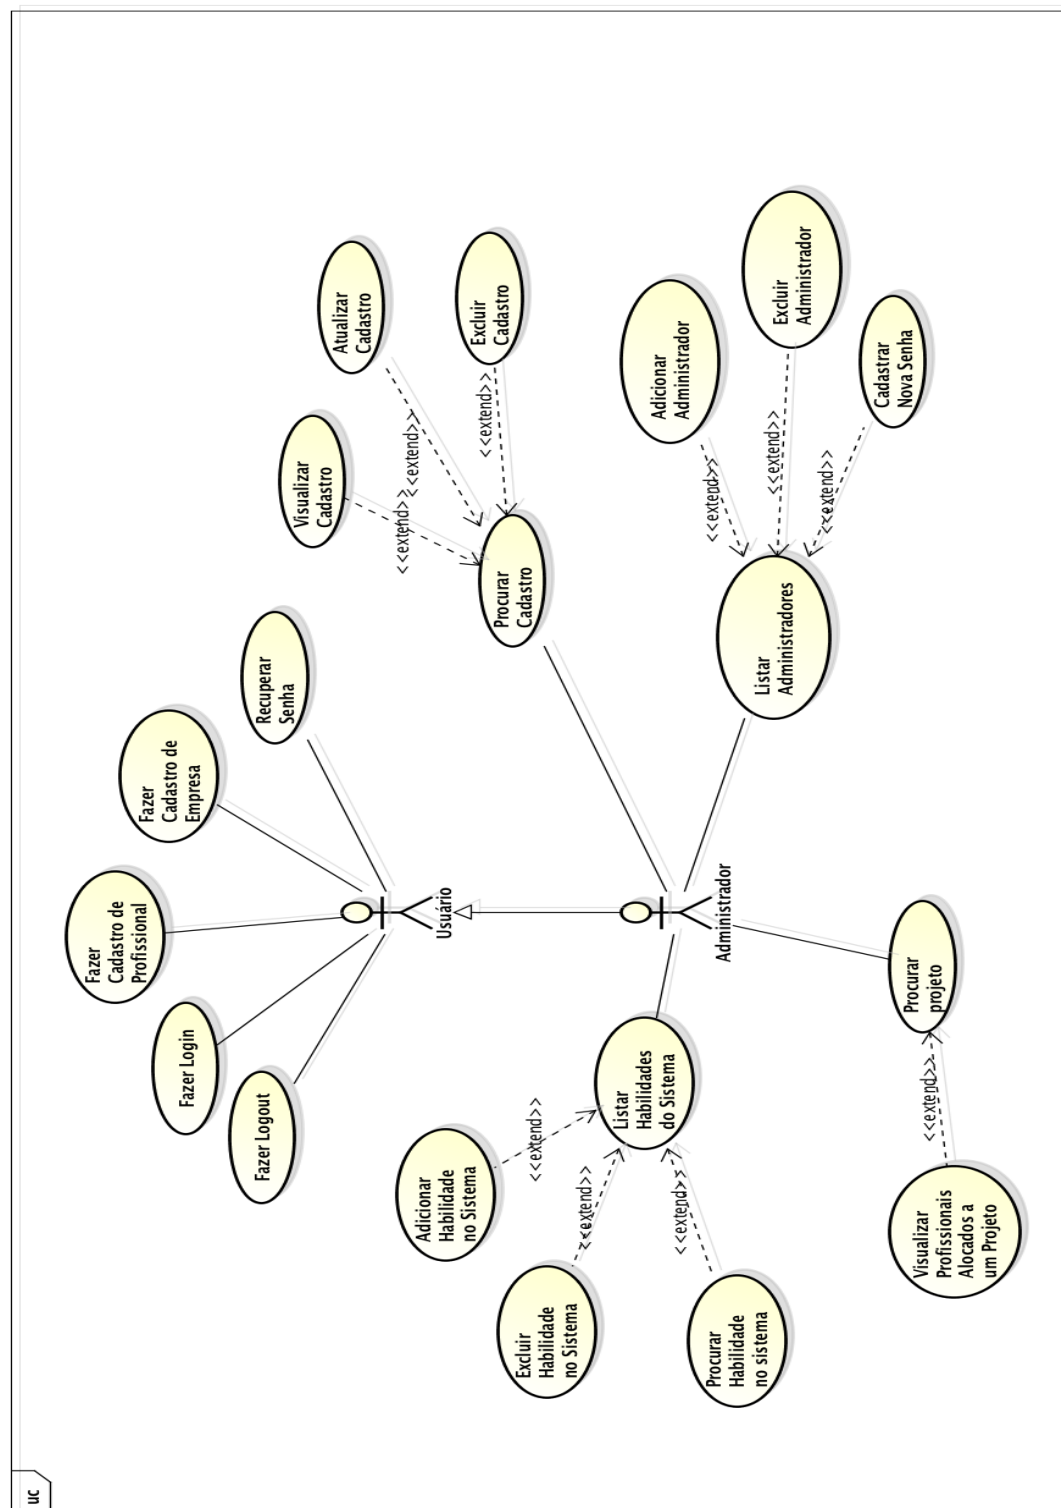 uc
Fazer
Cadastro de
Profissional
Fazer
Cadastro de
Empresa
Fazer Login
Fazer Logout
Recuperar
Senha
Visualizar
Cadastro
Atualizar
Cadastro
<<extend>>
<<extend>>
Usuário
Adicionar
Habilidade
no Sistema
<<extend>>
Excluir
Cadastro
Procurar
Cadastro
<<extend>>
Excluir
Habilidade
no Sistema
<<extend>>
Listar
Habilidades
do Sistema
Adicionar
Administrador
<<extend>>
<<extend>>
Administrador
Procurar
Habilidade
no sistema
Listar
Administradores
<<extend>>
Excluir
Administrador
<<extend>>
Cadastrar
Nova Senha
Procurar
projeto
<<extend>>
Visualizar
Profissionais
Alocados a
um Projeto